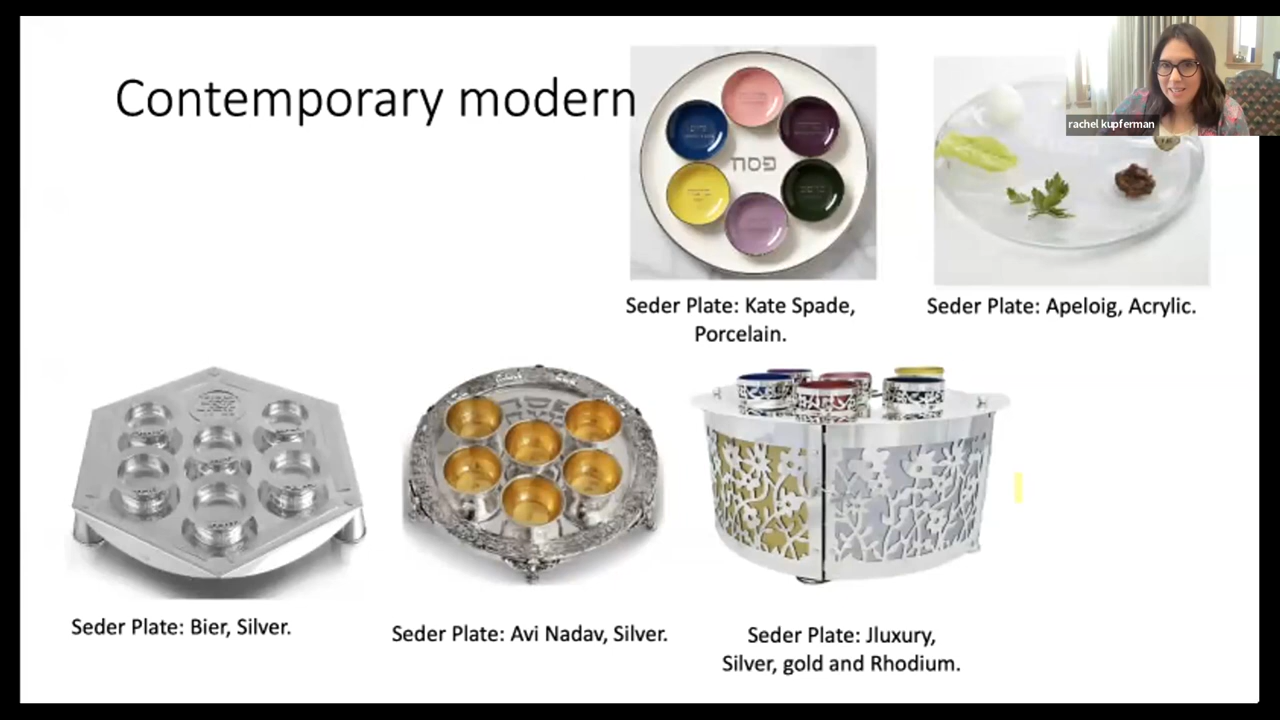 Contemporary modern
rachel kupferman
פסח
Seder Plate: Kate Spade,
Porcelain.
Seder Plate: Apeloig, Acrylic.
Seder Plate: Bier, Silver.
Seder Plate: Avi Nadav, Silver.
Seder Plate: Jluxury,
Silver, gold and Rhodium.